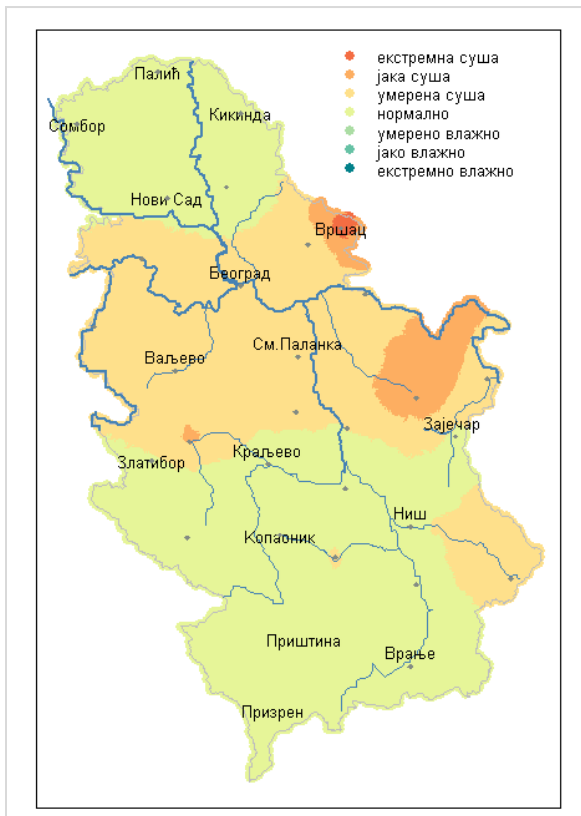 екстремна суша
јака суша
умерена суша
нормално
умерено влажно
јако влажно
екстремно влажно
Палић
Кикинда
Сомбор
Нови Сад
Вршац
Београд
См.Паланка
Ваљево
Зајечар
Краљево
Златибор
Ниш
Копаоник
Приштина
Врање
Призрен